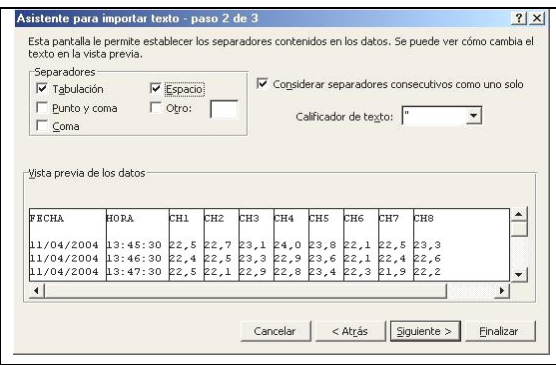 Asistente para importar texto - paso 2 de 3
Esta pantalla le permite establecer los separadores contenidos en los datos. Se puede ver cómo cambia el
texto en la vista previa.
Separadores
Tabulación Espacio
Punto y coma Otro:
Coma
Considerar separadores consecutivos como uno solo
Calificador de texto: "
Vista previa de los datos
FECHA HORA CH1 CH2 CH3 CH4 CH5 CH6 CH7 CH8
11/04/2004 13:45:30 22,5 22,7 23,1 24,0 23,8 22,1 22,5 23,3
11/04/2004 13:46:30 22,4 22,5 23,3 22,9 23,6 22,1 22,4 22,6
11/04/2004 13:47:30 22,5 22,1 22,9 22,8 23,4 22,3 21,9 22,2
Cancelar < Atrás Siguiente > Finalizar